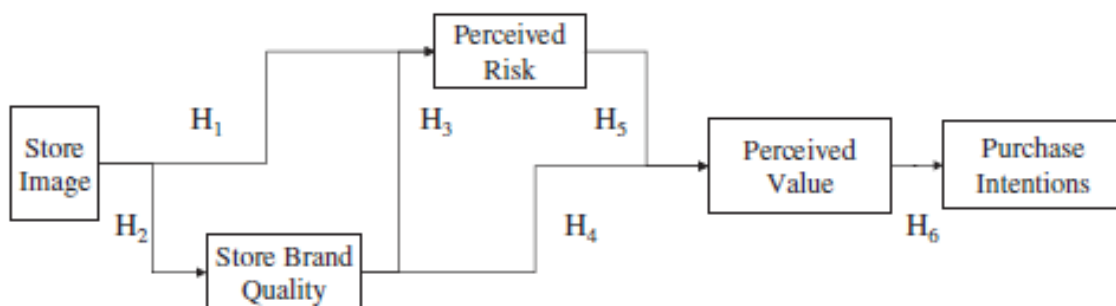 Perceived
Risk
H1
H3
H5
Store
Image
Perceived
Value
Purchase
Intentions
H2
Store Brand
Quality
H4
H6